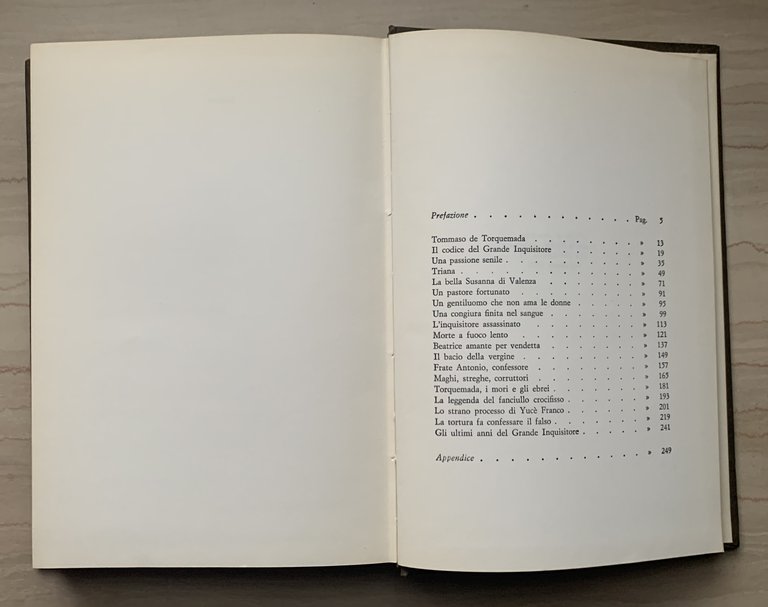 Prefazione . . . . . . . . . . . Pag. 5
Tommaso de Torquemada . . . . . . . » 13
Il codice del Grande Inquisitore . . . . . . » 19
Una passione senile . . . . . . . . . » 35
Triana . . . . . . . . . . . . » 49
La bella Susanna di Valenza . . . . . . . » 71
Un pastore fortunato . . . . . . . . » 91
Un gentiluomo che non ama le donne . . . . » 95
Una congiura finita nel sangue . . . . . . » 99
L'inquisitore assassinato . . . . . . . » 113
Morte a fuoco lento . . . . . . . . » 121
Beatrice amante per vendetta . . . . . . » 137
Il bacio della vergine . . . . . . . . » 149
Frate Antonio, confessore . . . . . . . » 157
Maghi, streghe, corruttori . . . . . . . » 165
Torquemada, i mori e gli ebrei . . . . . . » 181
La leggenda del fanciullo crocifisso . . . . . » 193
Lo strano processo di Yucè Franco . . . . . » 201
La tortura fa confessare il falso . . . . . . » 219
Gli ultimi anni del Grande Inquisitore . . . . . » 241
Appendice . . . . . . . . . . . » 249